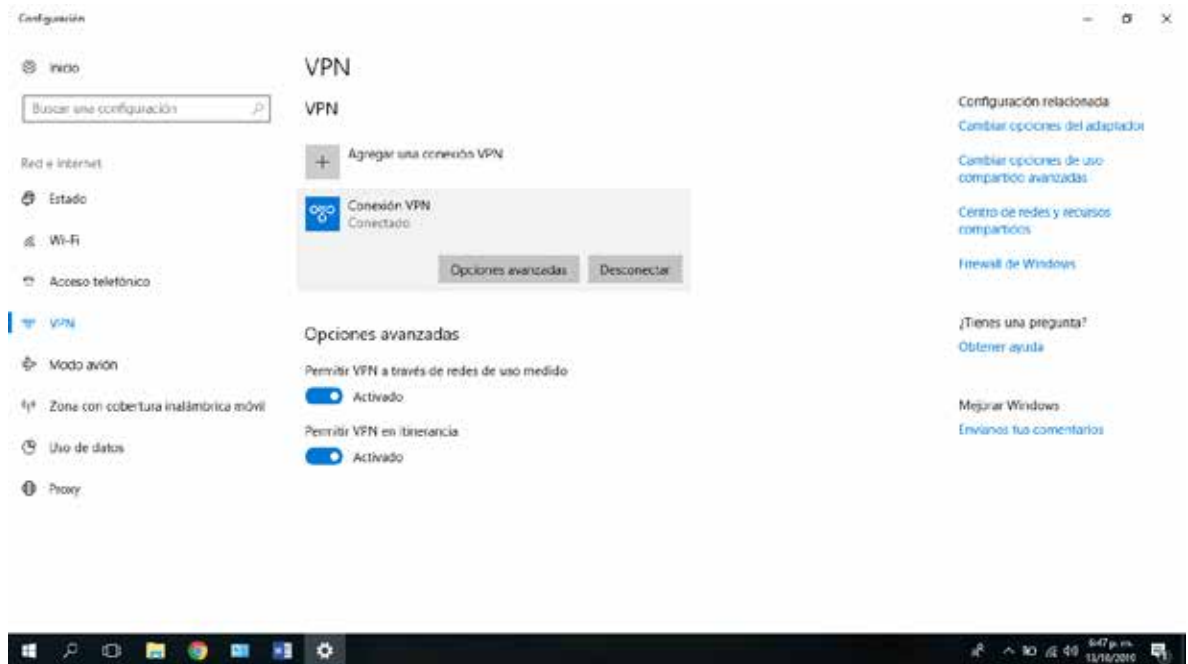 Configuración
Inicio
Buscar una configuración
Red e Internet
Estado
Wi-Fi
Acceso telefónico
VPN
Modo avión
Zona con cobertura inalámbrica móvil
Uso de datos
Proxy
VPN
VPN
Agregar una conexión VPN
Conexión VPN
Conectado
Opciones avanzadas
Desconectar
Opciones avanzadas
Permitir VPN a través de redes de uso medido
Activado
Permitir VPN en itinerancia
Activado
Configuración relacionada
Cambiar opciones del adaptador
Cambiar opciones de uso
compartido avanzadas
Centro de redes y recursos
compartidos
Firewall de Windows
¿Tienes una pregunta?
Obtener ayuda
Mejorar Windows
Envíanos tus comentarios
6:47 p. m.